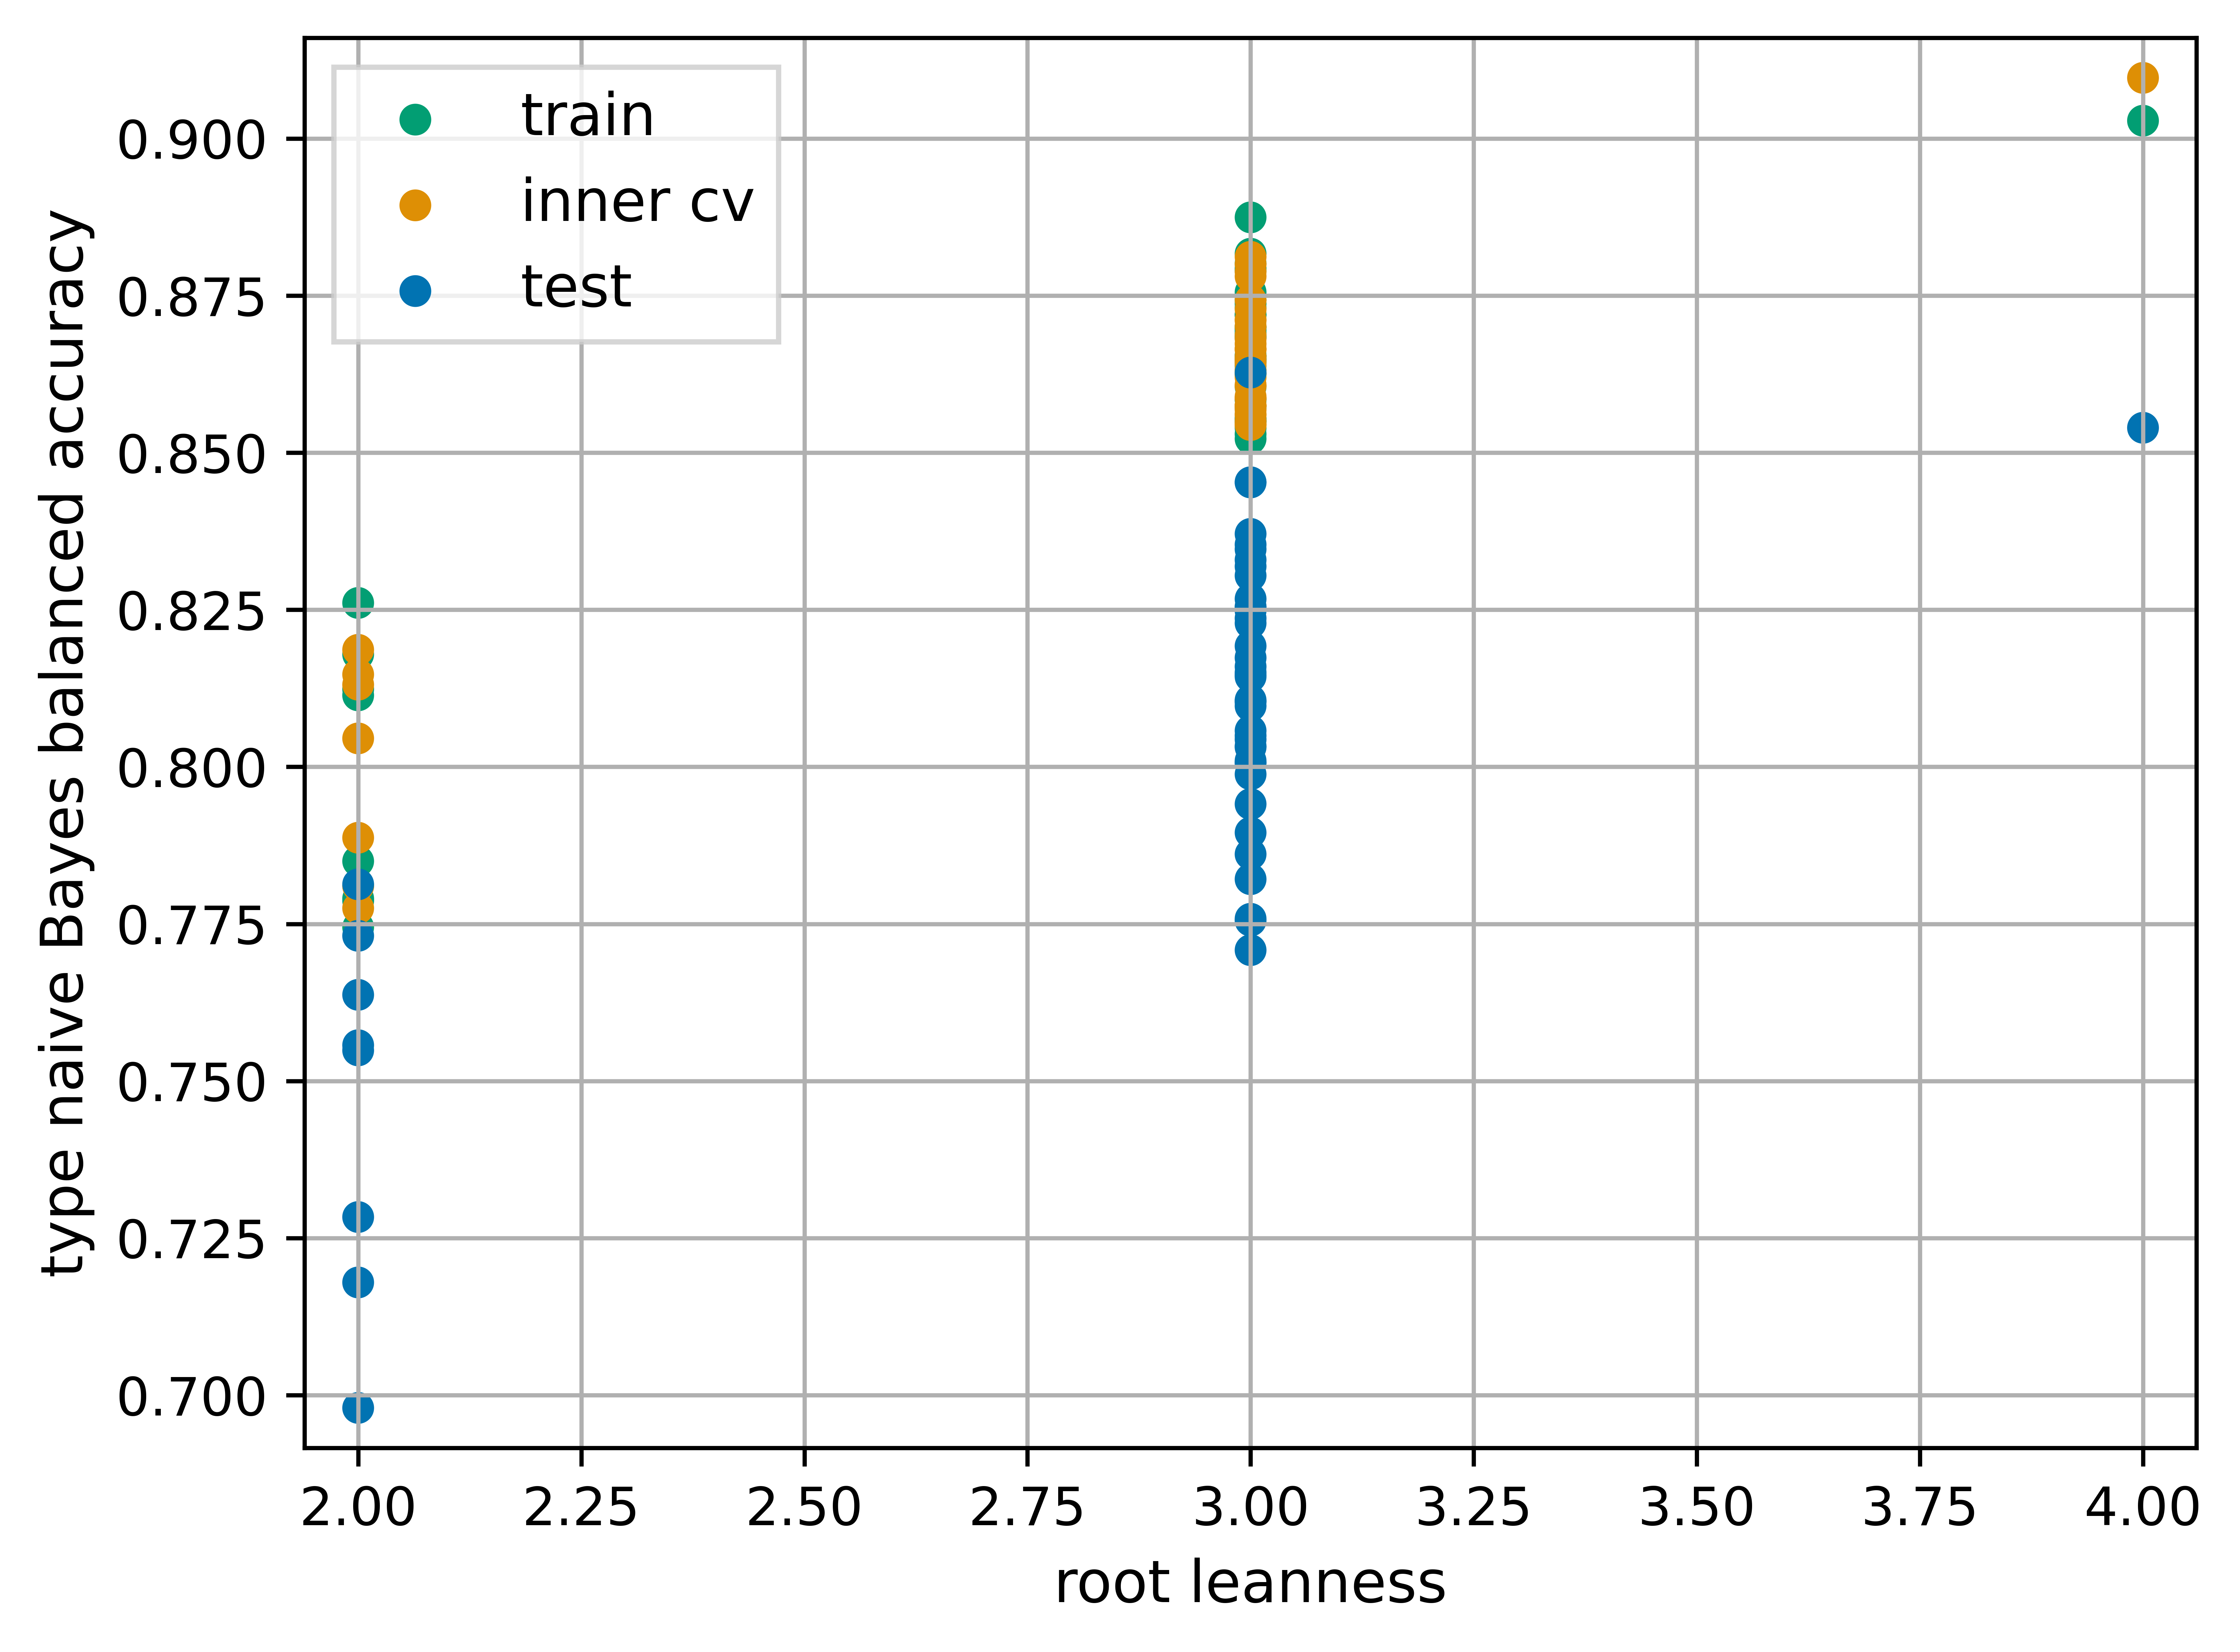 train
inner cv
test
type naive Bayes balanced accuracy
0.900
0.875
0.850
0.825
0.800
0.775
0.750
0.725
0.700
2.00 2.25 2.50 2.75 3.00 3.25 3.50 3.75 4.00
root leanness